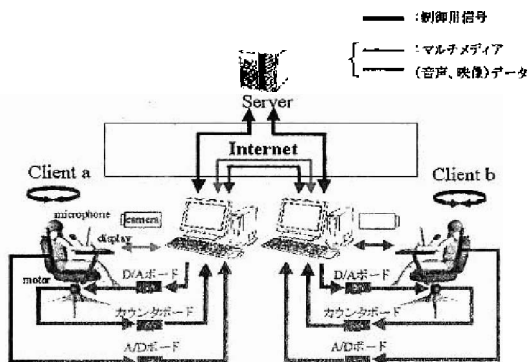 :制御用信号
:マルチメディア
(音声、映像)データ
Server
Internet
Client a
Client b
microphone
camera
display
motor
D/Aボード
D/Aボード
カウンタボード
カウンタボード
A/Dボード
A/Dボード